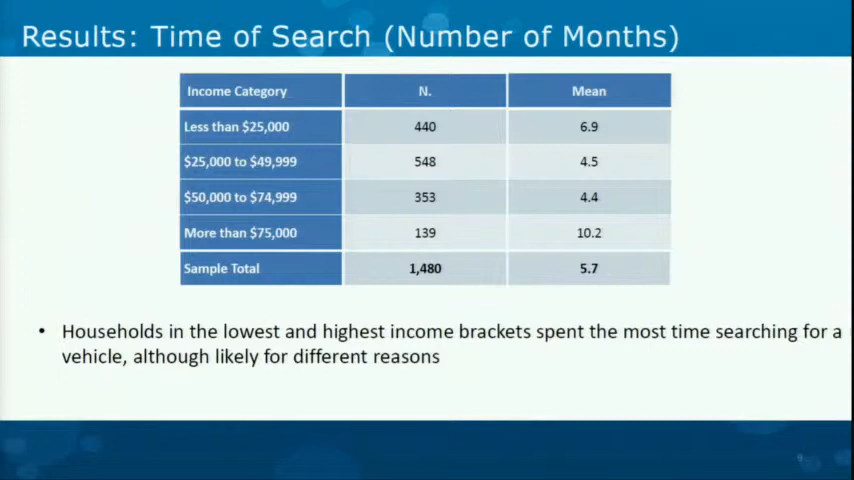 Results: Time of Search (Number of Months)
Income Category N. Mean
Less than $25,000 440 6.9
$25,000 to $49,999 548 4.5
$50,000 to $74,999 353 4.4
More than $75,000 139 10.2
Sample Total 1,480 5.7
• Households in the lowest and highest income brackets spent the most time searching for a
vehicle, although likely for different reasons
9